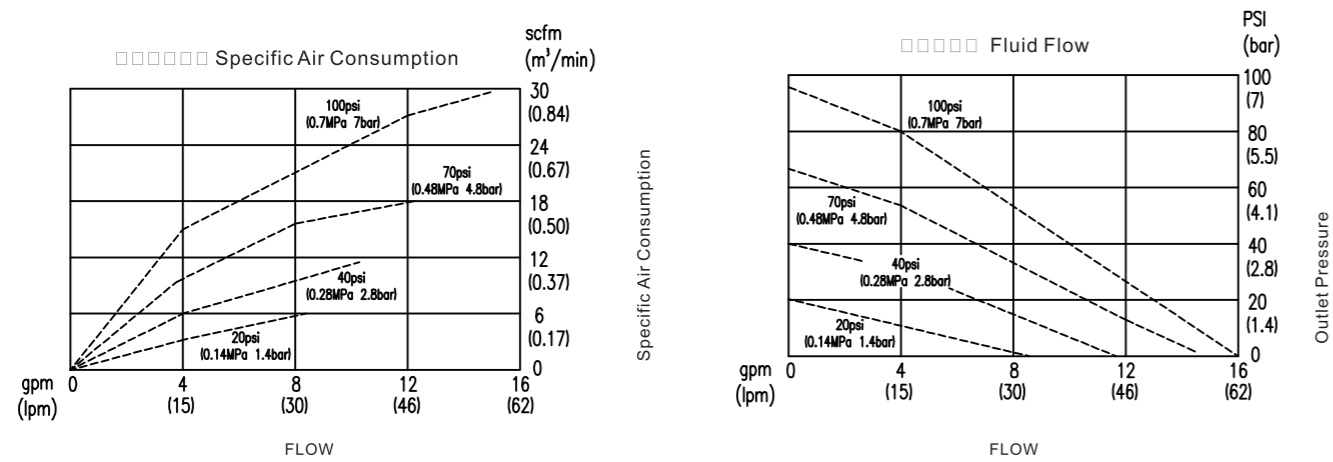 Specific Air Consumption
scfm
(m³/min)
30
(0.84)
24
(0.67)
18
(0.50)
12
(0.37)
6
(0.17)
0
100psi
(0.7MPa 7bar)
70psi
(0.48MPa 4.8bar)
40psi
(0.28MPa 2.8bar)
20psi
(0.14MPa 1.4bar)
gpm 0 4 8 12 16
(lpm) (15) (30) (46) (62)
FLOW
Specific Air Consumption
Fluid Flow
PSI
(bar)
100
(7)
80
(5.5)
60
(4.1)
40
(2.8)
20
(1.4)
0
100psi
(0.7MPa 7bar)
70psi
(0.48MPa 4.8bar)
40psi
(0.28MPa 2.8bar)
20psi
(0.14MPa 1.4bar)
gpm 0 4 8 12 16
(lpm) (15) (30) (46) (62)
FLOW
Outlet Pressure